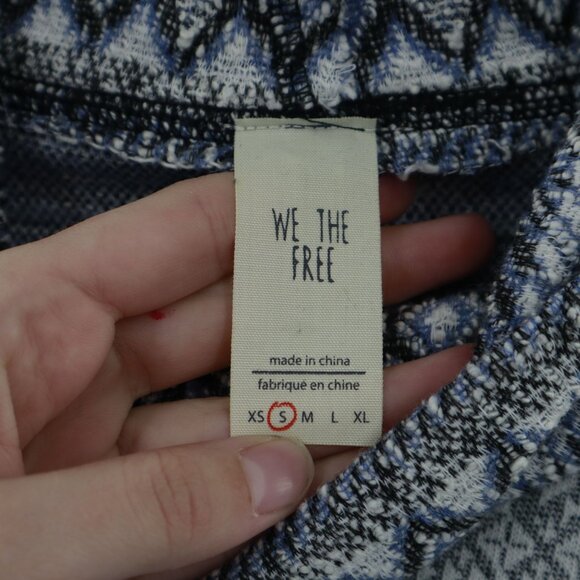 WE THE
FREE
made in china
fabriqué en chine
XS S M L XL